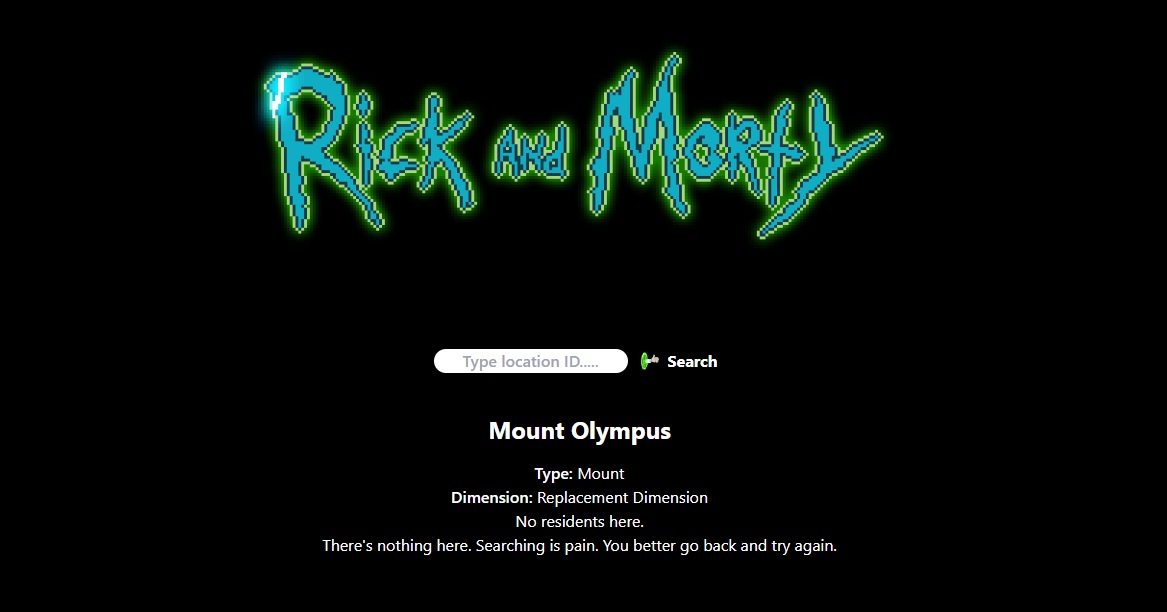 Rick and Morty
Type location ID.....
Search
Mount Olympus
Type: Mount
Dimension: Replacement Dimension
No residents here.
There's nothing here. Searching is pain. You better go back and try again.